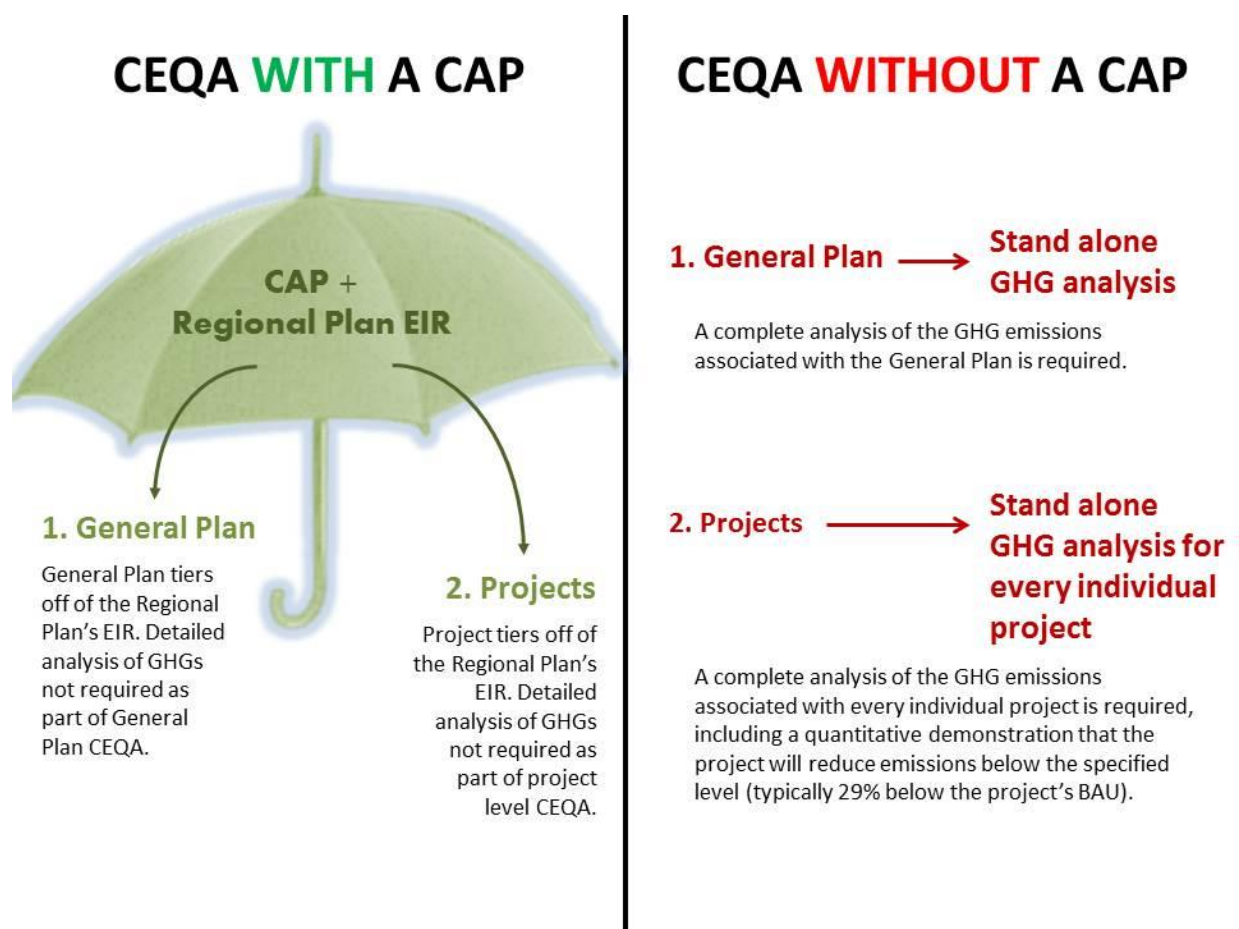 CEQA WITH A CAP
CAP +
Regional Plan EIR
1. General Plan
General Plan tiers
off of the Regional
Plan's EIR. Detailed
analysis of GHGs
not required as
part of General
Plan CEQA.
2. Projects
Project tiers off of
the Regional Plan's
EIR. Detailed
analysis of GHGs
not required as
part of project
level CEQA.
CEQA WITHOUT A CAP
1. General Plan
Stand alone
GHG analysis
A complete analysis of the GHG emissions
associated with the General Plan is required.
2. Projects
Stand alone
GHG analysis for
every individual
project
A complete analysis of the GHG emissions
associated with every individual project is required,
including a quantitative demonstration that the
project will reduce emissions below the specified
level (typically 29% below the project's BAU).